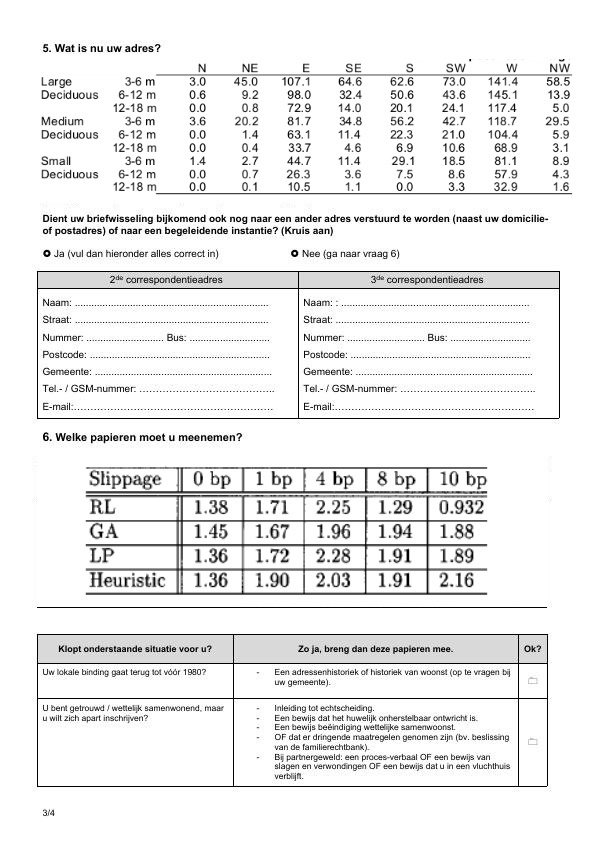 5. Wat is nu uw adres?
N NE E SE S SW W NW
Large 3-6 m 3.0 45.0 107.1 64.6 62.6 73.0 141.4 58.5
Deciduous 6-12 m 0.6 9.2 98.0 32.4 50.6 43.6 145.1 13.9
12-18 m 0.0 0.8 72.9 14.0 20.1 24.1 117.4 5.0
Medium 3-6 m 3.6 20.2 81.7 34.8 56.2 42.7 118.7 29.5
Deciduous 6-12 m 0.0 1.4 63.1 11.4 22.3 21.0 104.4 5.9
12-18 m 0.0 0.4 33.7 4.6 6.9 10.6 68.9 3.1
Small 3-6 m 1.4 2.7 44.7 11.4 29.1 18.5 81.1 8.9
Deciduous 6-12 m 0.0 0.7 26.3 3.6 7.5 8.6 57.9 4.3
12-18 m 0.0 0.1 10.5 1.1 0.0 3.3 32.9 1.6
Dient uw briefwisseling bijkomend ook nog naar een ander adres verstuurd te worden (naast uw domicilie-
of postadres) of naar een begeleidende instantie? (Kruis aan)
✪ Ja (vul dan hieronder alles correct in) ✪ Nee (ga naar vraag 6)
2de correspondentieadres 3de correspondentieadres
Naam: .................................................................... Naam: : ..................................................................
Straat: .................................................................... Straat: ....................................................................
Nummer: ........................... Bus: ............................ Nummer: ........................... Bus: ............................
Postcode: ............................................................... Postcode: ...............................................................
Gemeente: .............................................................. Gemeente: ..............................................................
Tel.- / GSM-nummer: ………………………………….. Tel.- / GSM-nummer: …………………………………..
E-mail:……………………………………………………. E-mail:…………………………………………………….
6. Welke papieren moet u meenemen?
Slippage 0 bp 1 bp 4 bp 8 bp 10 bp
RL 1.38 1.71 2.25 1.29 0.932
GA 1.45 1.67 1.96 1.94 1.88
LP 1.36 1.72 2.28 1.91 1.89
Heuristic 1.36 1.90 2.03 1.91 2.16
Klopt onderstaande situatie voor u? Zo ja, breng dan deze papieren mee. Ok?
Uw lokale binding gaat terug tot vóór 1980? - Een adressenhistoriek of historiek van woonst (op te vragen bij
uw gemeente).
U bent getrouwd / wettelijk samenwonend, maar
u wilt zich apart inschrijven?
- Inleiding tot echtscheiding.
- Een bewijs dat het huwelijk onherstelbaar ontwricht is.
- Een bewijs beëindiging wettelijke samenwoonst.
- OF dat er dringende maatregelen genomen zijn (bv. beslissing
van de familierechtbank).
- Bij partnergeweld: een proces-verbaal OF een bewijs van
slagen en verwondingen OF een bewijs dat u in een vluchthuis
verblijft.
3/4